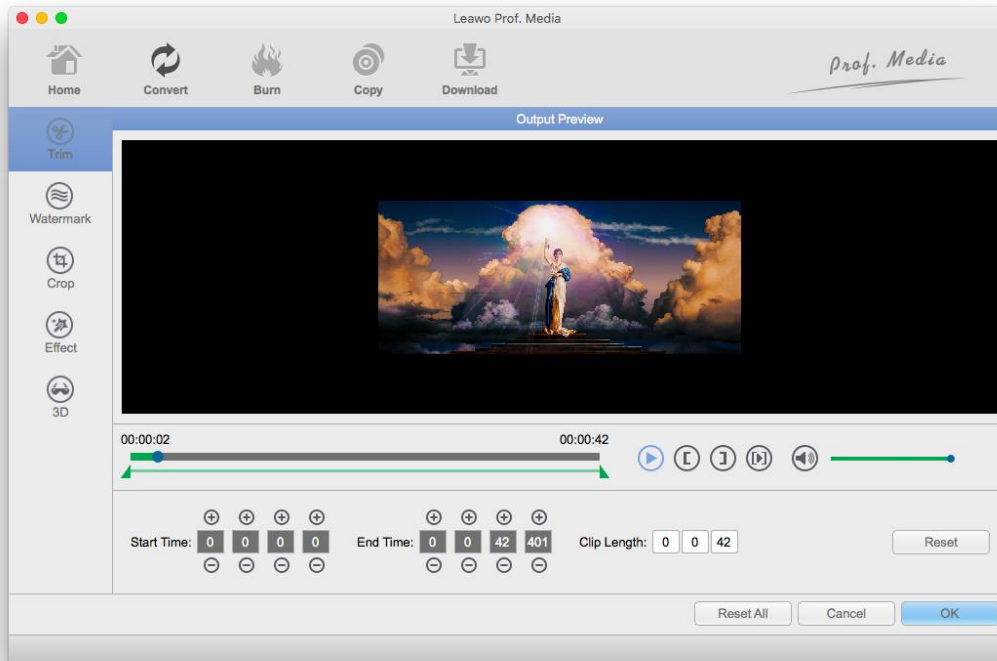 Leawo Prof. Media
Home Convert Burn Copy Download
Prof. Media
Output Preview
Trim
Watermark
Crop
Effect
3D
00:00:02 00:00:42
Start Time: 0 0 0 0 End Time: 0 0 42 401 Clip Length: 0 0 42 Reset
Reset All Cancel OK